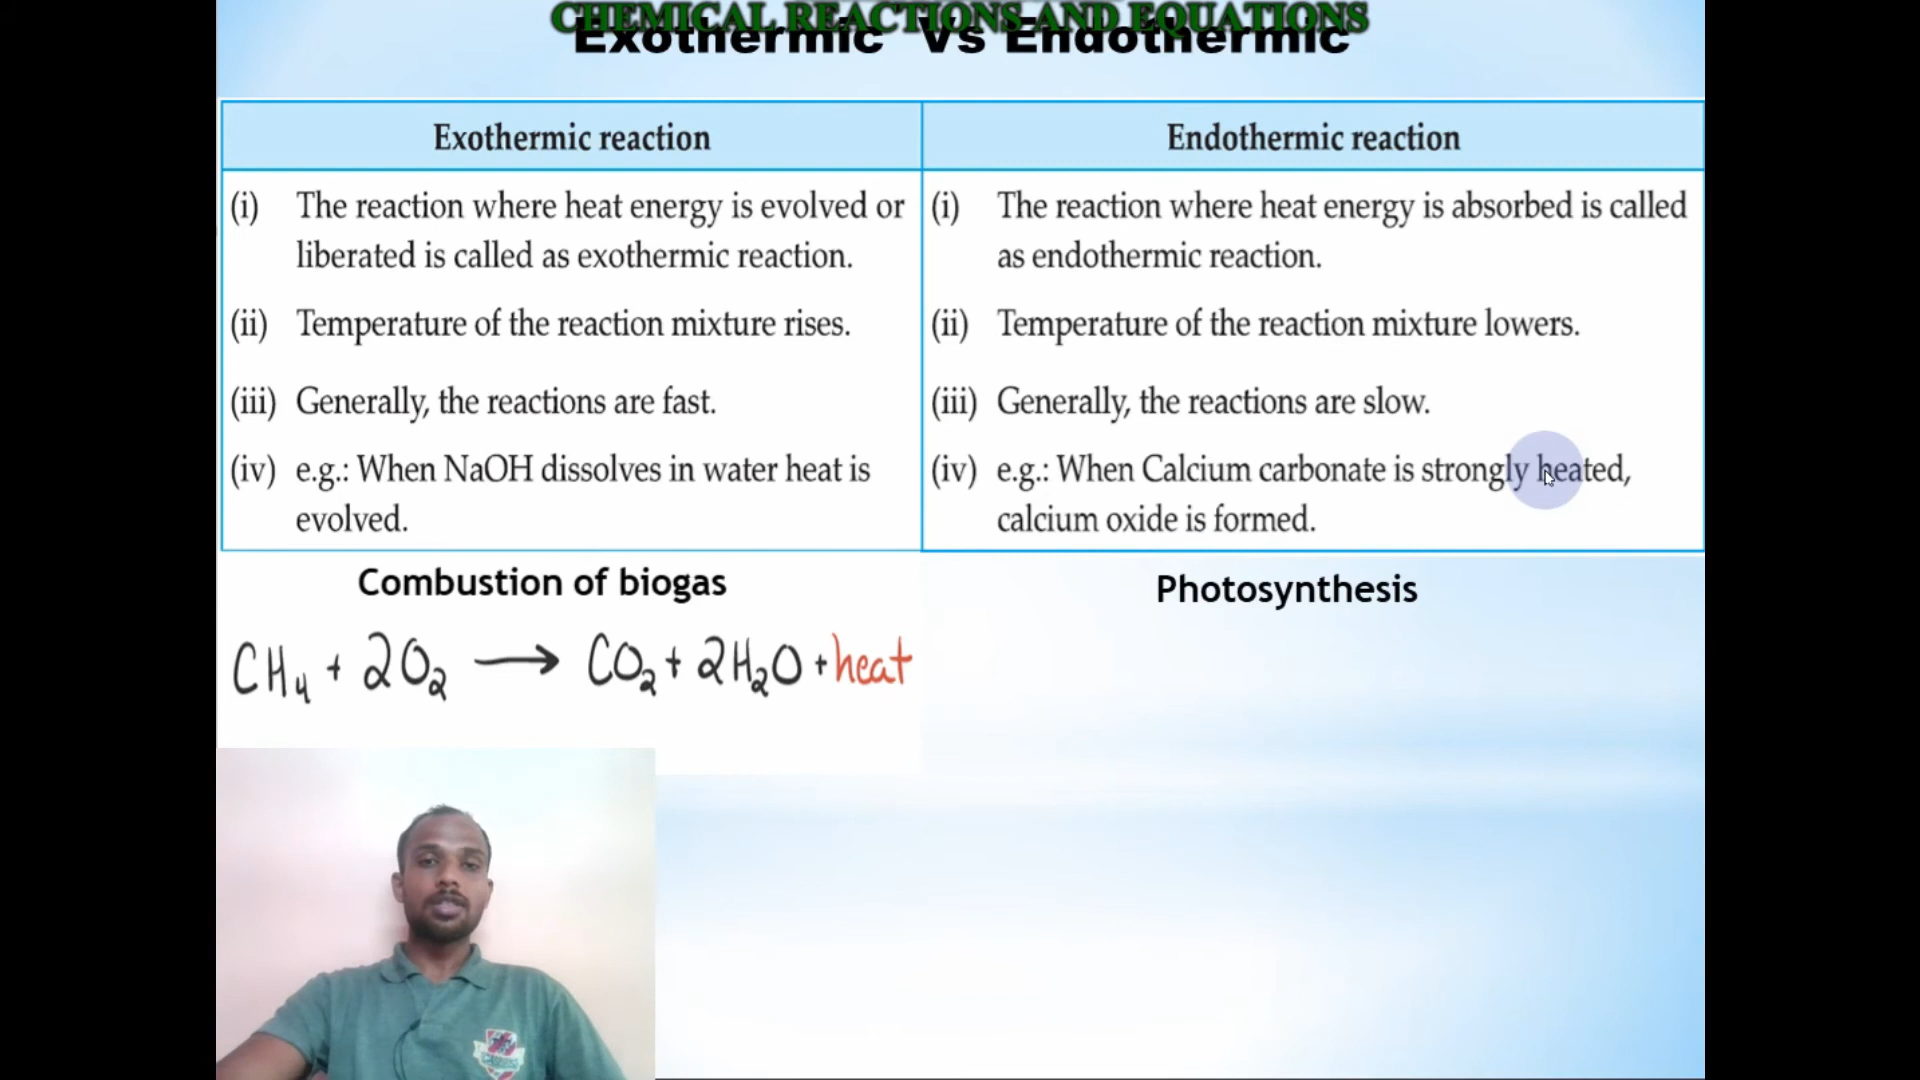 CHEMICAL REACTIONS AND EQUATIONS
Exothermic Vs Endothermic
Exothermic reaction
(i) The reaction where heat energy is evolved or
liberated is called as exothermic reaction.
(ii) Temperature of the reaction mixture rises.
(iii) Generally, the reactions are fast.
(iv) e.g.: When NaOH dissolves in water heat is
evolved.
Endothermic reaction
(i) The reaction where heat energy is absorbed is called
as endothermic reaction.
(ii) Temperature of the reaction mixture lowers.
(iii) Generally, the reactions are slow.
(iv) e.g.: When Calcium carbonate is strongly heated,
calcium oxide is formed.
Combustion of biogas
CH₄ + 2O₂ ⟶ CO₂ + 2H₂O + heat
Photosynthesis